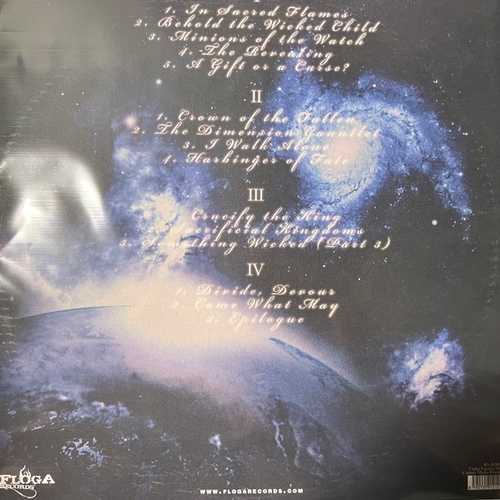 1. In Sacred Flames
2. Behold the Wicked Child
3. Minions of the Watch
4. The Revealing
5. A Gift or a Curse?
II
1. Crown of the Fallen
2. The Dimension Gauntlet
3. I Walk Alone
4. Harbinger of Fate
III
Crucify the King
2. Sacrificial Kingdoms
3. Something Wicked (Part 3)
IV
1. Divide, Devour
2. Come What May
3. Epilogue
FLOGA
RECORDS
WWW.FLOGARECORDS.COM